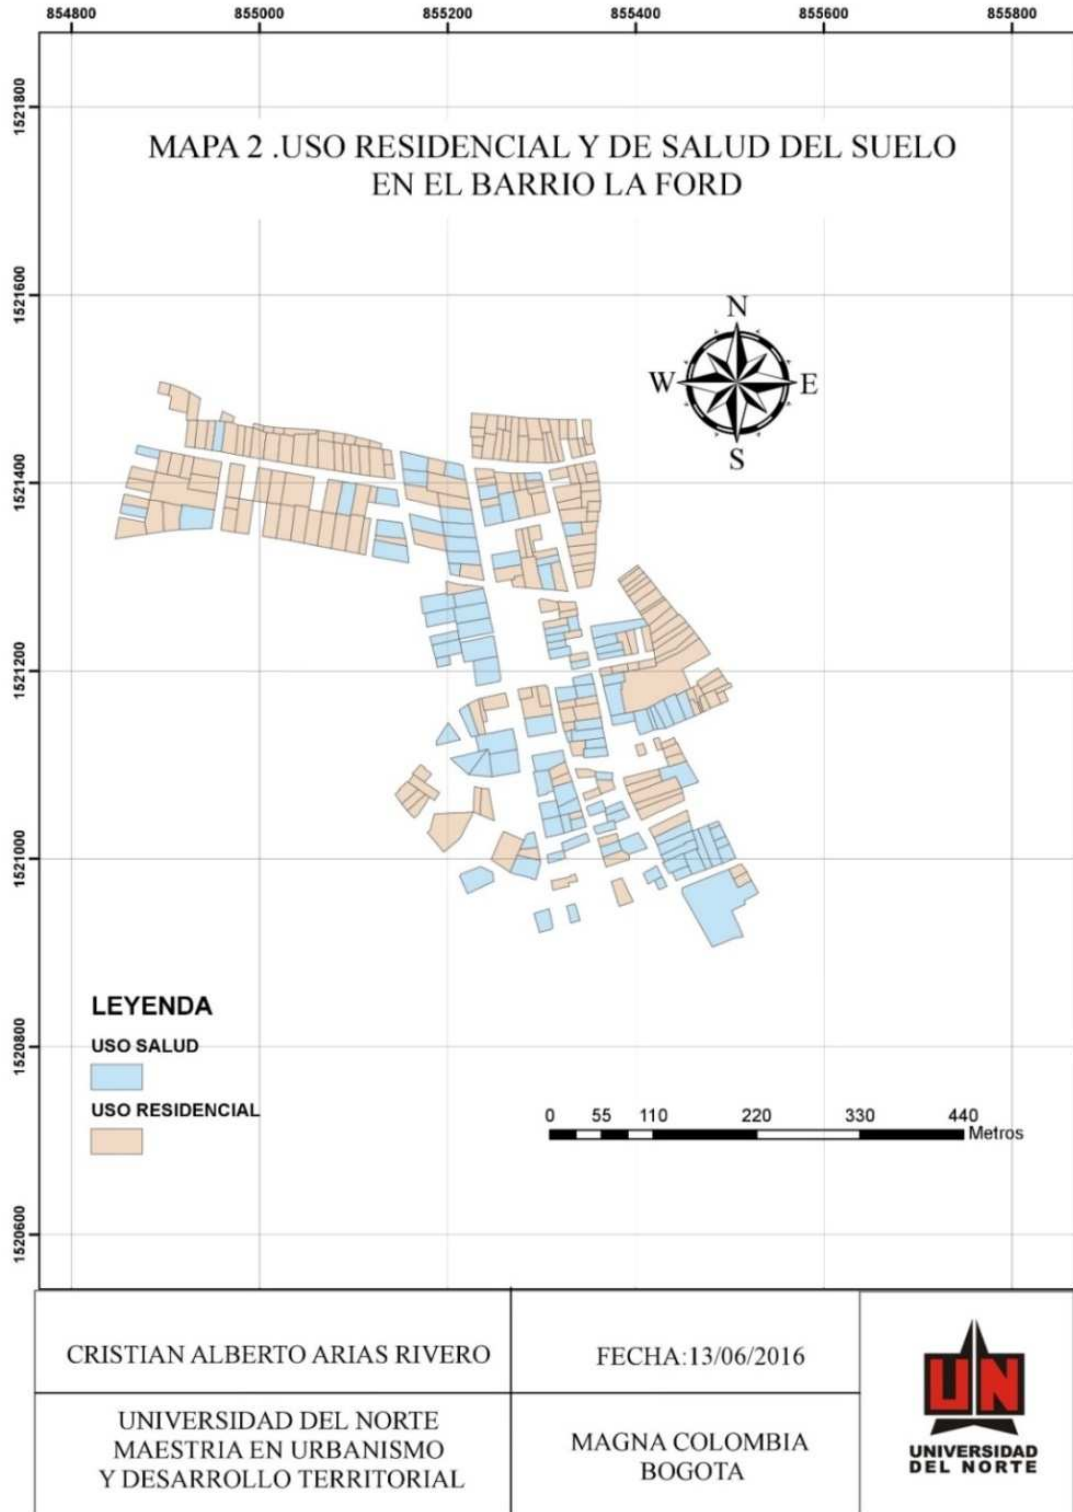 854800 855000 855200 855400 855600 855800
1521800
MAPA 2 .USO RESIDENCIAL Y DE SALUD DEL SUELO
EN EL BARRIO LA FORD
1521600
N
W E
S
1521400
1521200
1521000
LEYENDA
USO SALUD
1520800
USO RESIDENCIAL
0 55 110 220 330 440
Metros
1520600
CRISTIAN ALBERTO ARIAS RIVERO
FECHA:13/06/2016
UNIVERSIDAD DEL NORTE
MAESTRIA EN URBANISMO
Y DESARROLLO TERRITORIAL
MAGNA COLOMBIA
BOGOTA
UN
UNIVERSIDAD
DEL NORTE